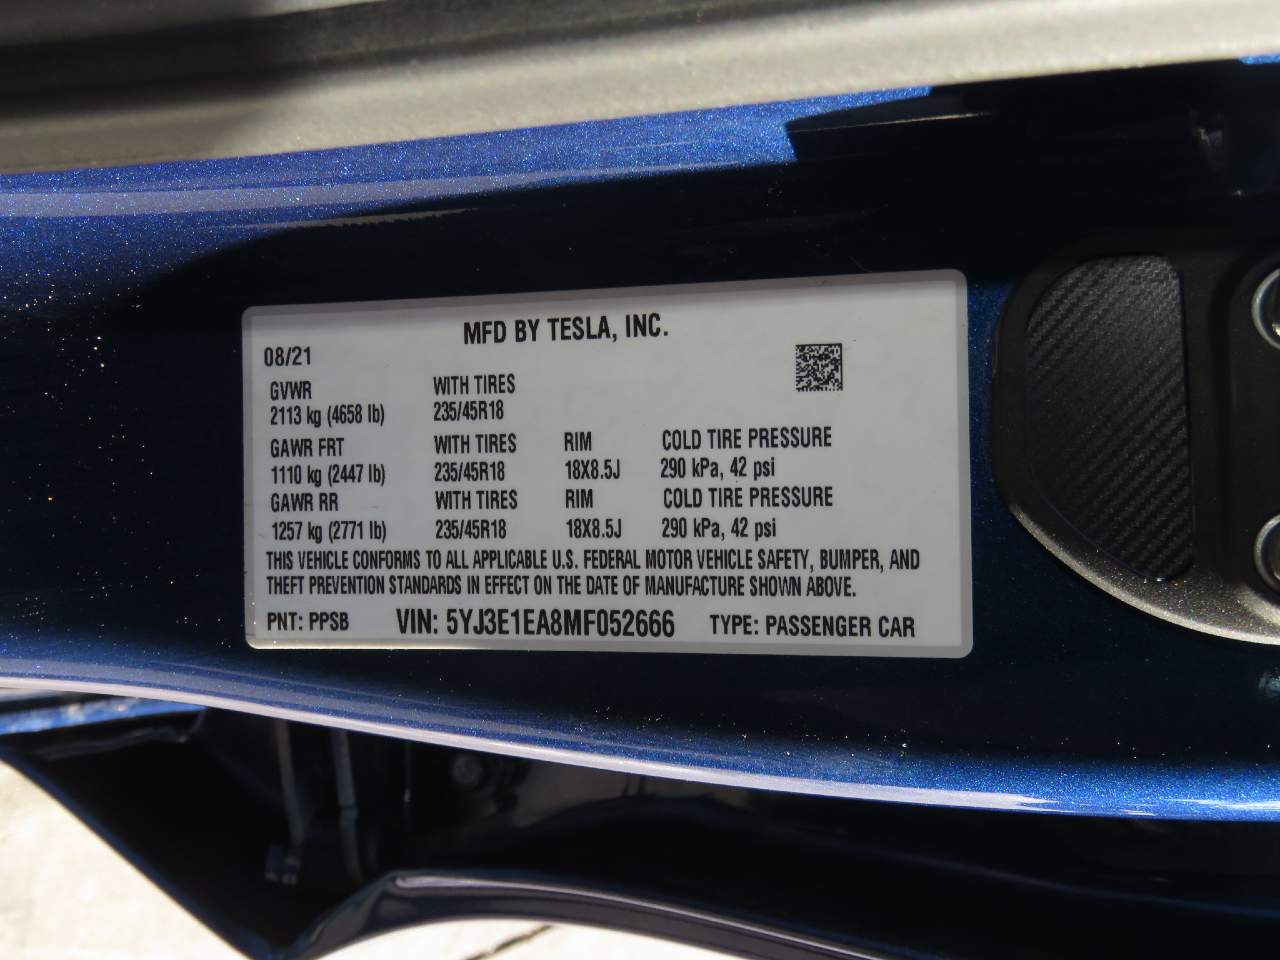 MFD BY TESLA, INC.
08/21
GVWR WITH TIRES
2113 kg (4658 lb) 235/45R18
GAWR FRT WITH TIRES RIM COLD TIRE PRESSURE
1110 kg (2447 lb) 235/45R18 18X8.5J 290 kPa, 42 psi
GAWR RR WITH TIRES RIM COLD TIRE PRESSURE
1257 kg (2771 lb) 235/45R18 18X8.5J 290 kPa, 42 psi
THIS VEHICLE CONFORMS TO ALL APPLICABLE U.S. FEDERAL MOTOR VEHICLE SAFETY, BUMPER, AND
THEFT PREVENTION STANDARDS IN EFFECT ON THE DATE OF MANUFACTURE SHOWN ABOVE.
PNT: PPSB VIN: 5YJ3E1EA8MF052666 TYPE: PASSENGER CAR